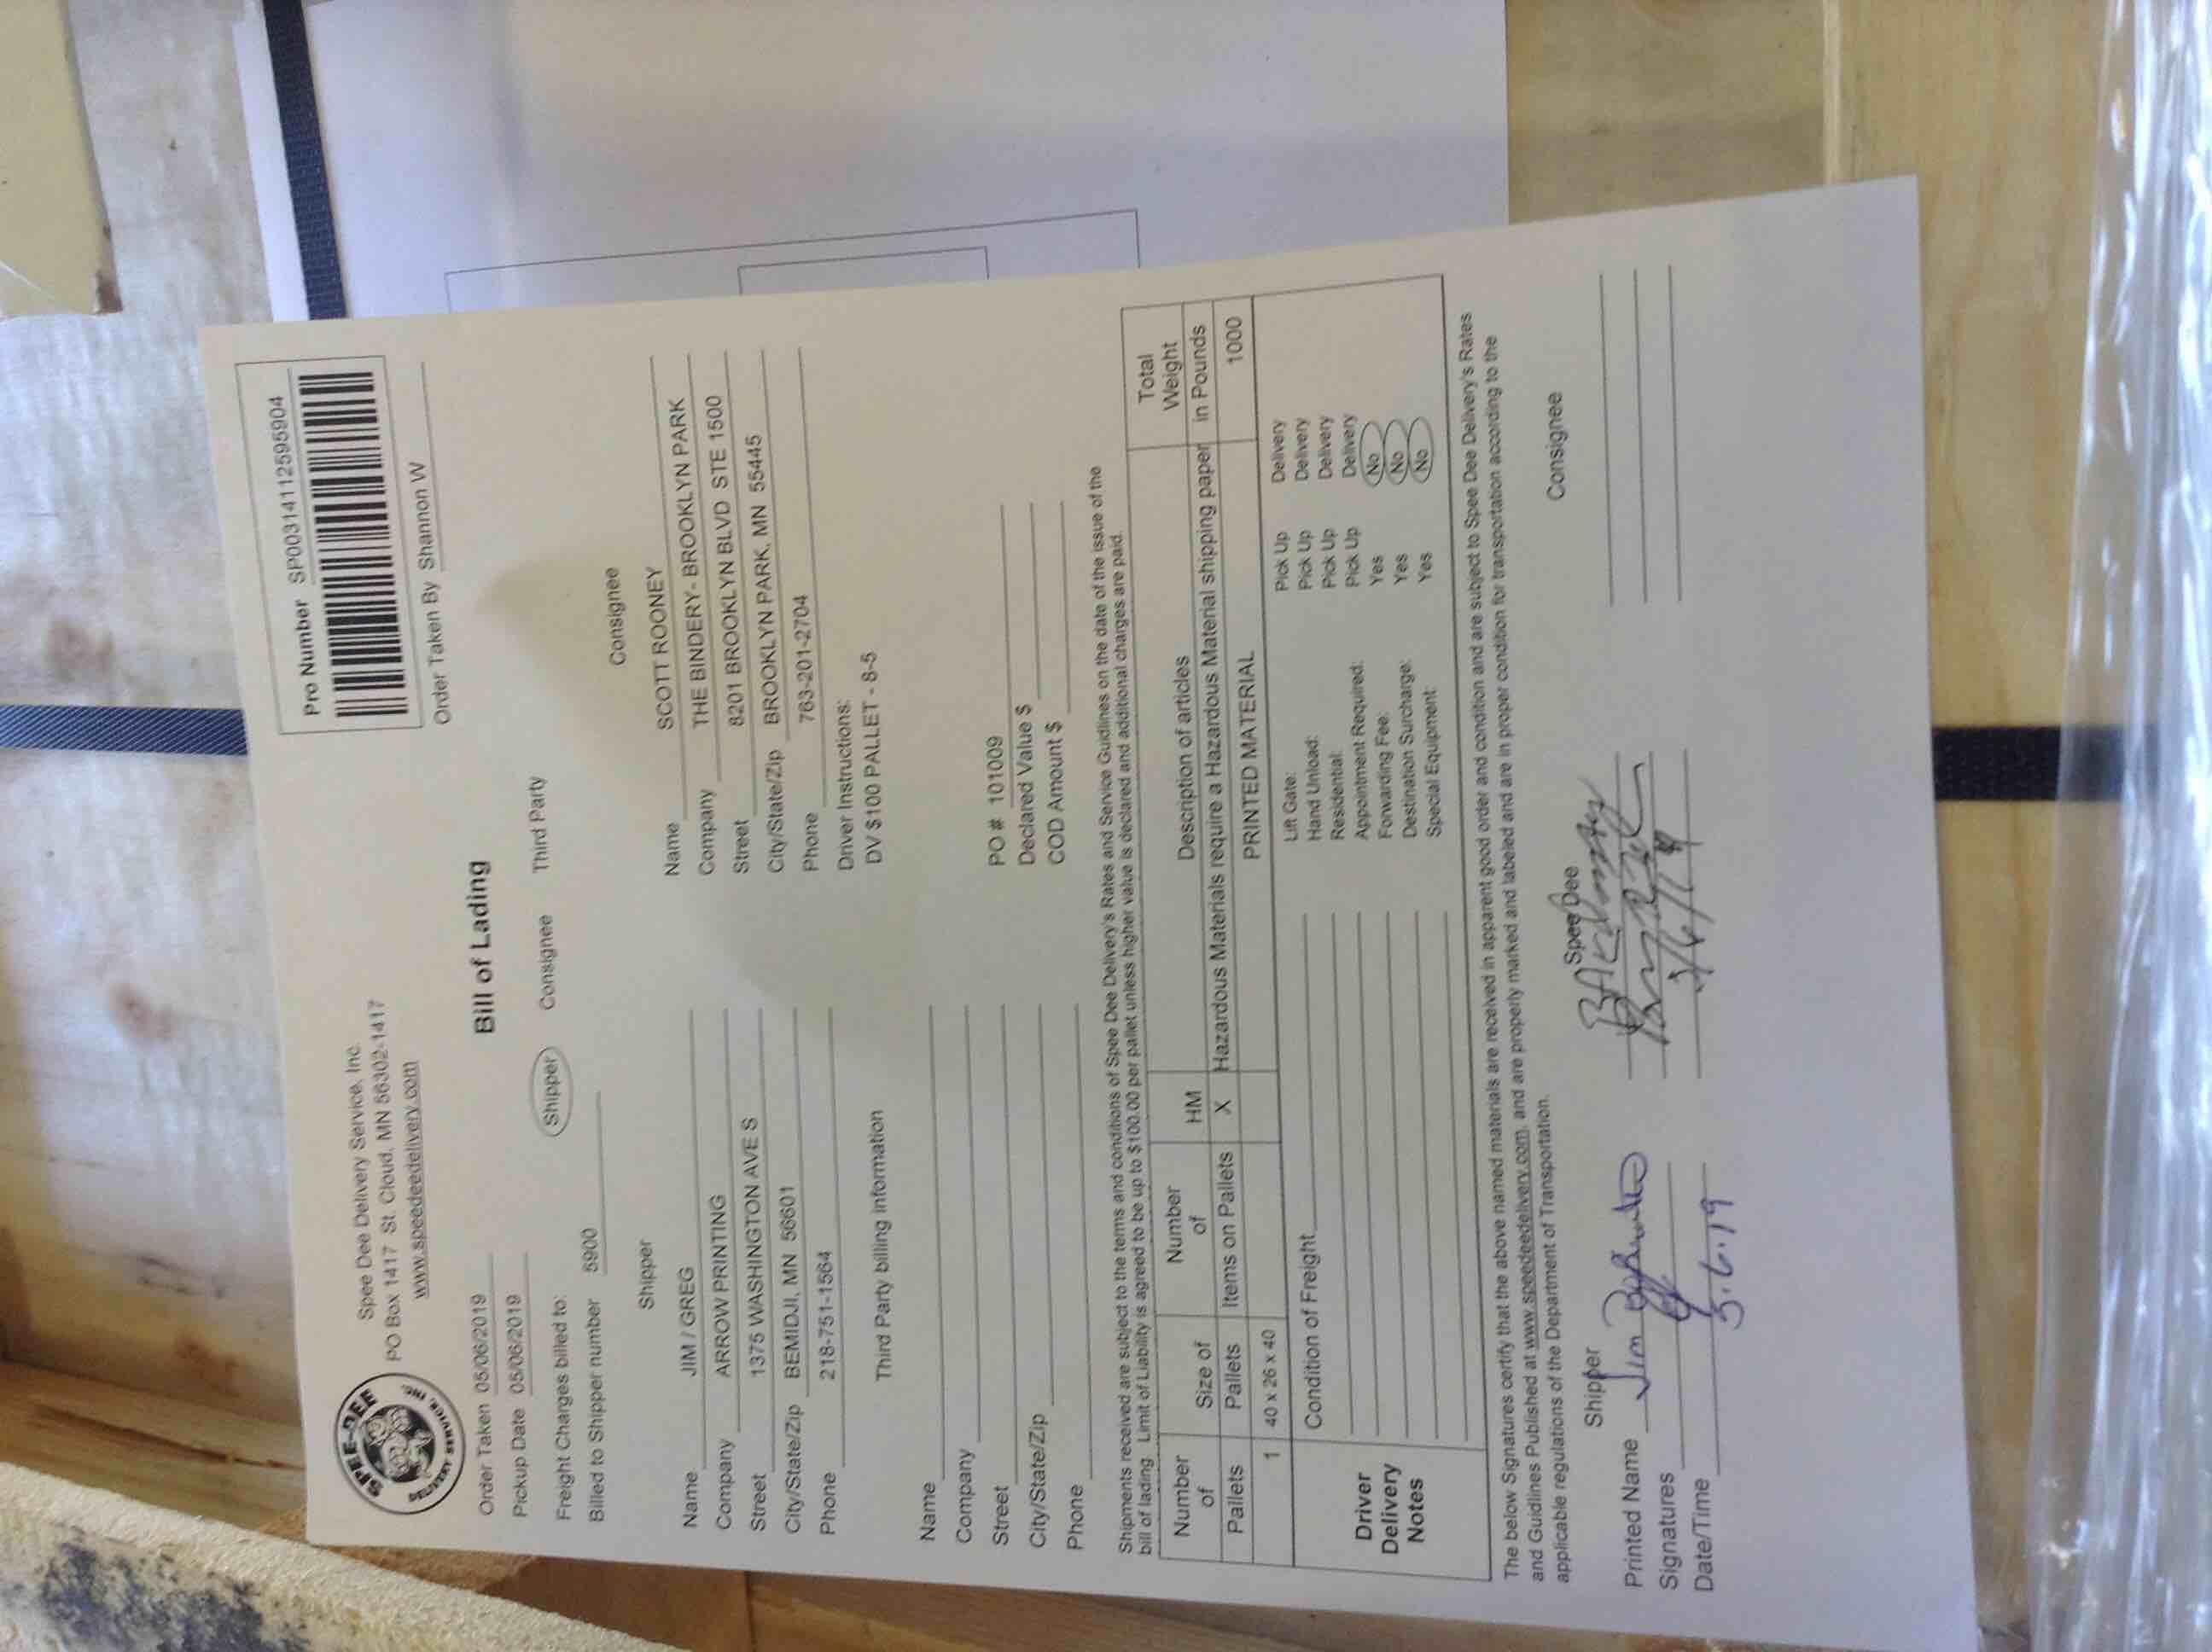 SPEE-DEE
DELIVERY SERVICE, INC.
Spee Dee Delivery Service, Inc.
PO Box 1417 St. Cloud, MN 56302-1417
www.speedeedelivery.com
Pro Number SP003141125959​04
Order Taken By Shannon W
Bill of Lading
Order Taken 05/06/2019
Pickup Date 05/06/2019
Freight Charges billed to: Shipper Consignee Third Party
Billed to Shipper number 5900
Shipper
Name JIM / GREG
Company ARROW PRINTING
Street 1375 WASHINGTON AVE S
City/State/Zip BEMIDJI, MN 56601
Phone 218-751-1564
Consignee
Name SCOTT ROONEY
Company THE BINDERY - BROOKLYN PARK
Street 8201 BROOKLYN BLVD STE 1500
City/State/Zip BROOKLYN PARK, MN 55445
Phone 763-201-2704
Driver Instructions:
DV $100 PALLET - 8-5
Third Party billing information
Name
Company
Street
City/State/Zip
Phone
PO # 101009
Declared Value $
COD Amount $
Shipments received are subject to the terms and conditions of Spee Dee Delivery's Rates and Service Guidlines on the date of the issue of the
bill of lading. Limit of Liability is agreed to be up to $100.00 per pallet unless higher value is declared and additional charges are paid.
Number of Pallets Size of Pallets Number of Items on Pallets HM Description of articles Total Weight in Pounds
X Hazardous Materials require a Hazardous Material shipping paper
1 40 x 26 x 40 PRINTED MATERIAL 1000
Driver Delivery Notes
Condition of Freight
Lift Gate: Pick Up Delivery
Hand Unload: Pick Up Delivery
Residential: Pick Up Delivery
Appointment Required: Pick Up Delivery
Forwarding Fee: Yes No
Destination Surcharge: Yes No
Special Equipment: Yes No
The below Signatures certify that the above named materials are received in apparent good order and condition and are subject to Spee Dee Delivery's Rates
and Guidlines Published at www.speedeedelivery.com, and are properly marked and labeled and are in proper condition for transportation according to the
applicable regulations of the Department of Transportation.
Shipper Spee Dee Consignee
Printed Name Jim
Signatures
Date/Time 5.6.19 5/6/19